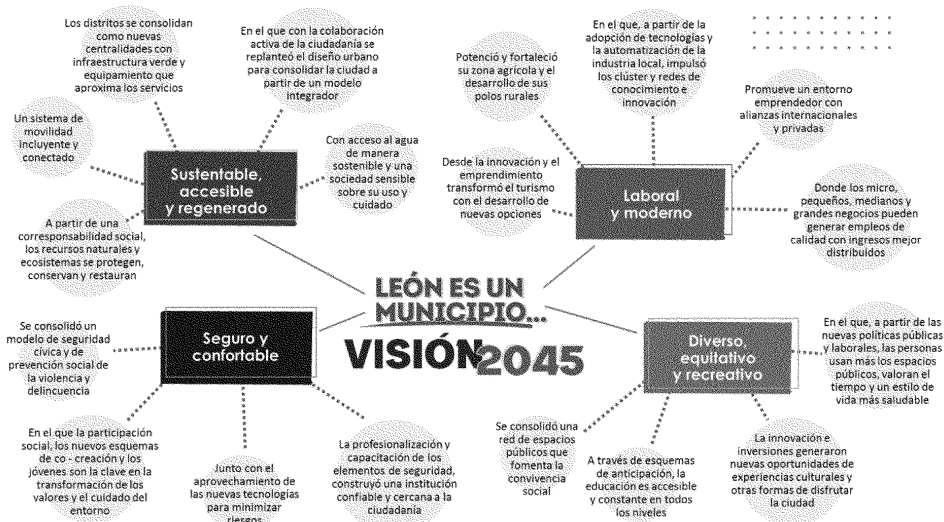 Los distritos se consolidan
como nuevas
centralidades con
infraestructura verde y
equipamiento que
aproxima los servicios
En el que con la colaboración
activa de la ciudadanía se
replanteó el diseño urbano
para consolidar la ciudad a
partir de un modelo
integrador
Un sistema de
movilidad
incluyente y
conectado
Con acceso al agua
de manera
sostenible y una
sociedad sensible
sobre su uso y
cuidado
Sustentable,
accesible
y regenerado
A partir de una
corresponsabilidad social,
los recursos naturales y
ecosistemas se protegen,
conservan y restauran
Potenció y fortaleció
su zona agrícola y el
desarrollo de sus
polos rurales
En el que, a partir de la
adopción de tecnologías y
la automatización de la
industria local, impulsó
los clúster y redes de
conocimiento e
innovación
Promueve un entorno
emprendedor con
alianzas internacionales
y privadas
Desde la innovación y el
emprendimiento
transformó el turismo
con el desarrollo de
nuevas opciones
Laboral
y moderno
Donde los micro,
pequeños, medianos y
grandes negocios pueden
generar empleos de
calidad con ingresos mejor
distribuidos
LEÓN ES UN
MUNICIPIO...
VISIÓN 2045
Se consolidó un
modelo de seguridad
cívica y de
prevención social de
la violencia y
delincuencia
Seguro y
confortable
En el que la participación
social, los nuevos esquemas
de co - creación y los
jóvenes son la clave en la
transformación de los
valores y el cuidado del
entorno
Junto con el
aprovechamiento de
las nuevas tecnologías
para minimizar
riesgos
La profesionalización y
capacitación de los
elementos de seguridad,
construyó una institución
confiable y cercana a la
ciudadanía
Diverso,
equitativo
y recreativo
En el que, a partir de las
nuevas políticas públicas
y laborales, las personas
usan más los espacios
públicos, valoran el
tiempo y un estilo de
vida más saludable
Se consolidó una
red de espacios
públicos que
fomenta la
convivencia
social
A través de esquemas
de anticipación, la
educación es accesible
y constante en todos
los niveles
La innovación e
inversiones generaron
nuevas oportunidades de
experiencias culturales y
otras formas de disfrutar
la ciudad